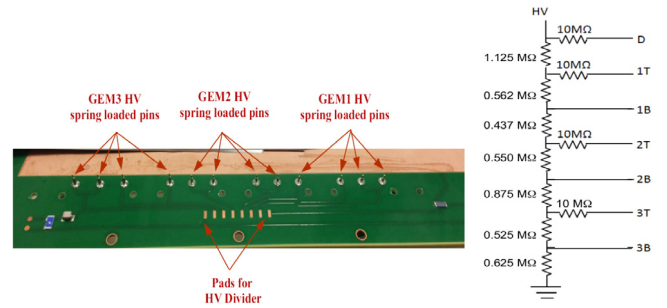 GEM3 HV
spring loaded pins
GEM2 HV
spring loaded pins
GEM1 HV
spring loaded pins
Pads for
HV Divider
HV
10MΩ
D
1.125 MΩ
10MΩ
1T
0.562 MΩ
1B
0.437 MΩ
10MΩ
2T
0.550 MΩ
2B
0.875 MΩ
10 MΩ
3T
0.525 MΩ
3B
0.625 MΩ